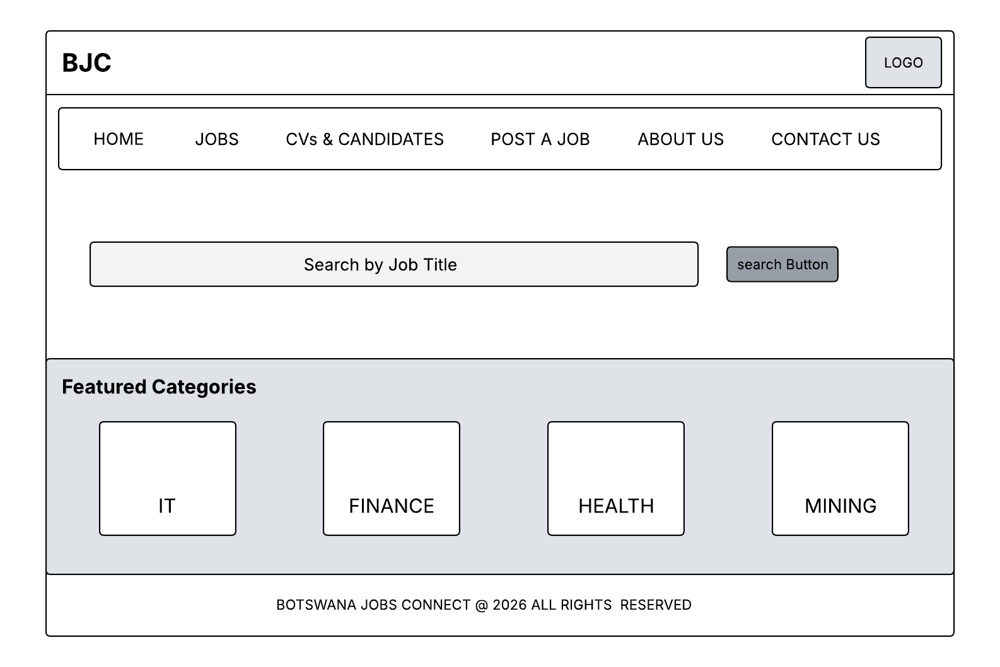 BJC
LOGO
HOME JOBS CVs & CANDIDATES POST A JOB ABOUT US CONTACT US
Search by Job Title
search Button
Featured Categories
IT FINANCE HEALTH MINING
BOTSWANA JOBS CONNECT @ 2026 ALL RIGHTS  RESERVED